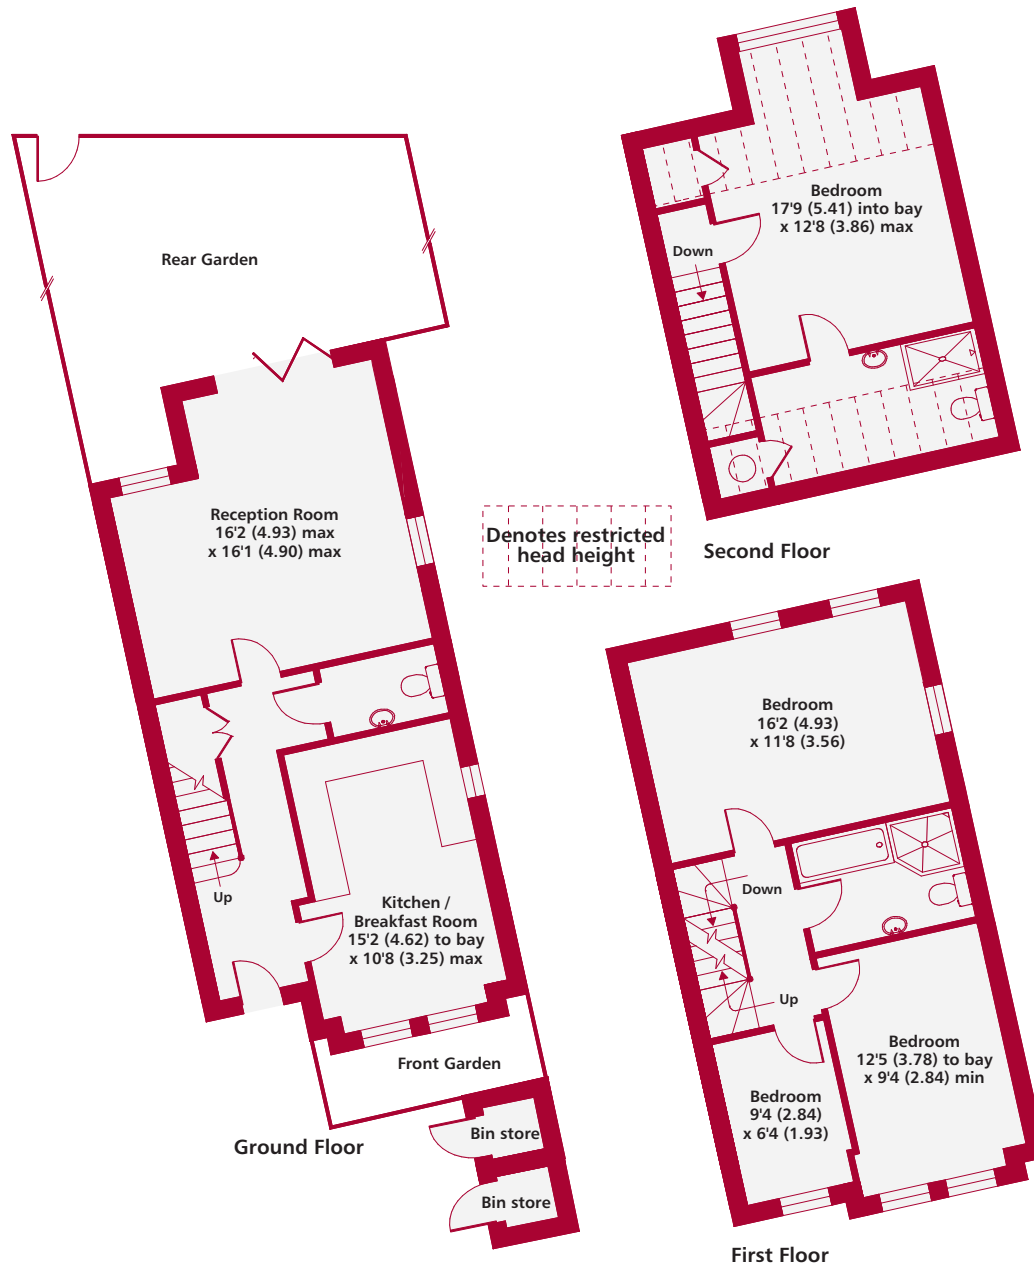 Rear Garden
Reception Room
16'2 (4.93) max
x 16'1 (4.90) max
Up
Kitchen /
Breakfast Room
15'2 (4.62) to bay
x 10'8 (3.25) max
Front Garden
Bin store
Bin store
Ground Floor
Denotes restricted
head height
Bedroom
17'9 (5.41) into bay
x 12'8 (3.86) max
Down
Second Floor
Bedroom
16'2 (4.93)
x 11'8 (3.56)
Down
Up
Bedroom
12'5 (3.78) to bay
x 9'4 (2.84) min
Bedroom
9'4 (2.84)
x 6'4 (1.93)
First Floor